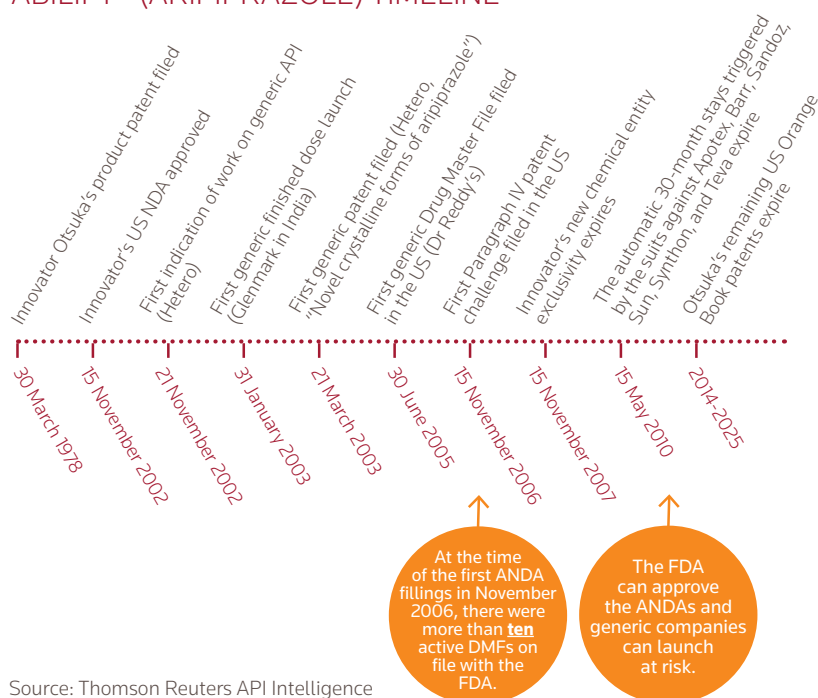 ABILIFY® (ARIPIPRAZOLE) TIMELINE
Innovator Otsuka's product patent filed
Innovator's US NDA approved
First indication of work on generic API
(Hetero)
First generic finished dose launch
(Glenmark in India)
First generic patent filed (Hetero,
"Novel crystalline forms of aripiprazole")
First generic Drug Master File filed
in the US (Dr Reddy's)
First Paragraph IV patent
challenge filed in the US
Innovator's new chemical entity
exclusivity expires
The automatic 30-month stays triggered
by the suits against Apotex, Barr, Sandoz,
Sun, Synthon, and Teva expire
Otsuka's remaining US Orange
Book patents expire
30 March 1978
15 November 2002
21 November 2002
31 January 2003
21 March 2003
30 June 2005
15 November 2006
15 November 2007
15 May 2010
2014-2025
At the time
of the first ANDA
fillings in November
2006, there were
more than ten
active DMFs on
file with the
FDA.
The FDA
can approve
the ANDAs and
generic companies
can launch
at risk.
Source: Thomson Reuters API Intelligence